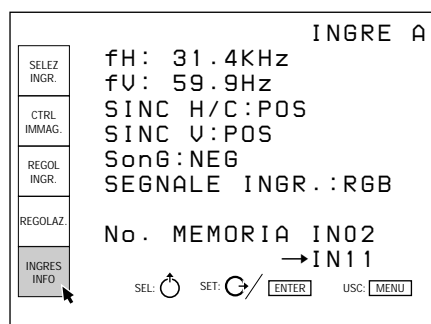 INGRE A
SELEZ
INGR.
CTRL
IMMAG.
REGOL
INGR.
REGOLAZ.
INGRES
INFO
fH: 31.4KHz
fV: 59.9Hz
SINC H/C:POS
SINC V:POS
SonG:NEG
SEGNALE INGR.:RGB
No. MEMORIA IN02
→IN11
SEL: SET: / ENTER USC: MENU